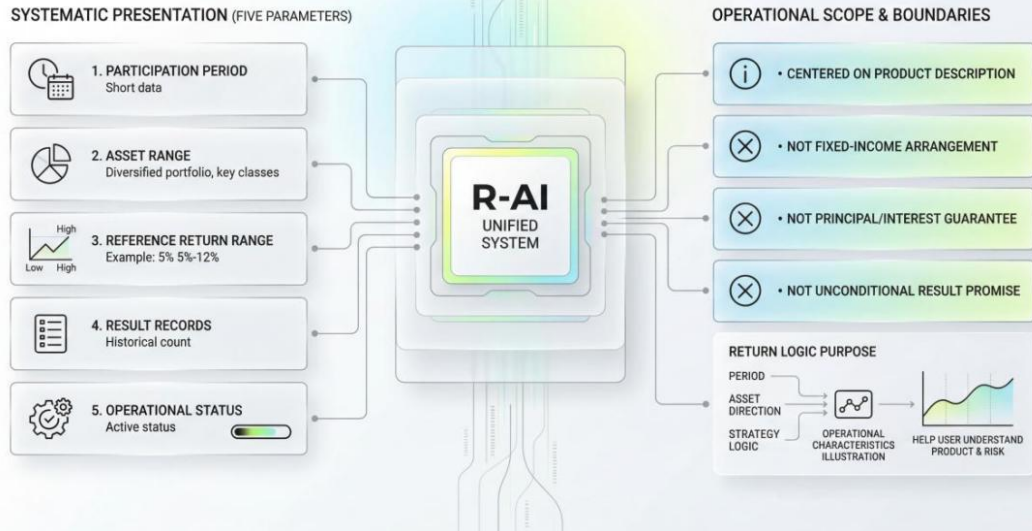 SYSTEMATIC PRESENTATION (FIVE PARAMETERS)
1. PARTICIPATION PERIOD
Short data
2. ASSET RANGE
Diversified portfolio, key classes
High
Low High
3. REFERENCE RETURN RANGE
Example: 5% 5%-12%
4. RESULT RECORDS
Historical count
5. OPERATIONAL STATUS
Active status
R-AI
UNIFIED
SYSTEM
OPERATIONAL SCOPE & BOUNDARIES
• CENTERED ON PRODUCT DESCRIPTION
• NOT FIXED-INCOME ARRANGEMENT
• NOT PRINCIPAL/INTEREST GUARANTEE
• NOT UNCONDITIONAL RESULT PROMISE
RETURN LOGIC PURPOSE
PERIOD
ASSET
DIRECTION
STRATEGY
LOGIC
OPERATIONAL
CHARACTERISTICS
ILLUSTRATION
HELP USER UNDERSTAND
PRODUCT & RISK